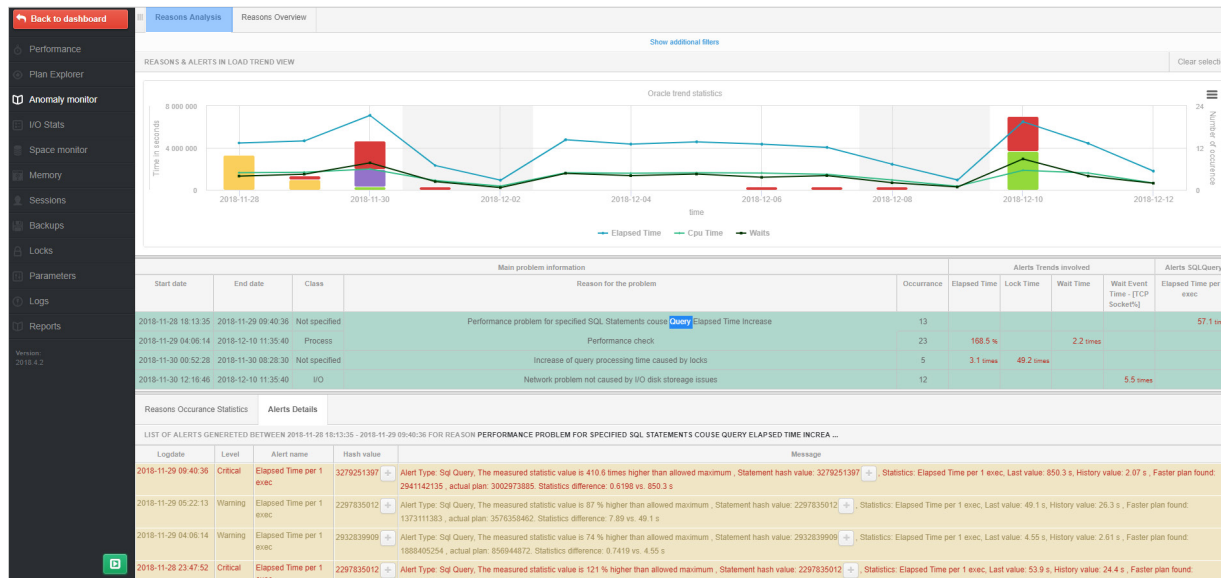 Back to dashboard
Performance
Plan Explorer
Anomaly monitor
I/O Stats
Space monitor
Memory
Sessions
Backups
Locks
Parameters
Logs
Reports
Version:
2018.4.2
Reasons Analysis Reasons Overview
Show additional filters
REASONS & ALERTS IN LOAD TREND VIEW Clear selecti
Oracle trend statistics
8 000 000 24
4 000 000 12
0 0
Time in seconds
Number of occurence
2018-11-28 2018-11-30 2018-12-02 2018-12-04 2018-12-06 2018-12-08 2018-12-10 2018-12-12
time
Elapsed Time Cpu Time Waits
Main problem information Alerts Trends involved Alerts SQLQuery
Start date End date Class Reason for the problem Occurrance Elapsed Time Lock Time Wait Time Wait Event Elapsed Time per
Time - [TCP exec
Socket%]
2018-11-28 18:13:35 2018-11-29 09:40:36 Not specified Performance problem for specified SQL Statements couse Query Elapsed Time Increase 13 57.1 tim
2018-11-29 04:06:14 2018-12-10 11:35:40 Process Performance check 23 168.5 % 2.2 times
2018-11-30 00:52:28 2018-11-30 08:28:30 Not specified Increase of query processing time caused by locks 5 3.1 times 49.2 times
2018-11-30 12:16:46 2018-12-10 11:35:40 I/O Network problem not caused by I/O disk storeage issues 12 5.5 times
Reasons Occurance Statistics Alerts Details
LIST OF ALERTS GENERETED BETWEEN 2018-11-28 18:13:35 - 2018-11-29 09:40:36 FOR REASON PERFORMANCE PROBLEM FOR SPECIFIED SQL STATEMENTS COUSE QUERY ELAPSED TIME INCREA ...
Logdate Level Alert name Hash value Message
2018-11-29 09:40:36 Critical Elapsed Time per 1 3279251397 + Alert Type: Sql Query, The measured statistic value is 410.6 times higher than allowed maximum , Statement hash value: 3279251397 + , Statistics: Elapsed Time per 1 exec, Last value: 850.3 s, History value: 2.07 s , Faster plan found:
exec 2941142135 , actual plan: 3002973885. Statistics difference: 0.6198 vs. 850.3 s
2018-11-29 05:22:13 Warning Elapsed Time per 1 2297835012 + Alert Type: Sql Query, The measured statistic value is 87 % higher than allowed maximum , Statement hash value: 2297835012 + , Statistics: Elapsed Time per 1 exec, Last value: 49.1 s, History value: 26.3 s , Faster plan found:
exec 1373111383 , actual plan: 3576358462. Statistics difference: 7.89 vs. 49.1 s
2018-11-29 04:06:14 Warning Elapsed Time per 1 2932839909 + Alert Type: Sql Query, The measured statistic value is 74 % higher than allowed maximum , Statement hash value: 2932839909 + , Statistics: Elapsed Time per 1 exec, Last value: 4.55 s, History value: 2.61 s , Faster plan found:
exec 1888405254 , actual plan: 856944872. Statistics difference: 0.7419 vs. 4.55 s
2018-11-28 23:47:52 Critical Elapsed Time per 1 2297835012 + Alert Type: Sql Query, The measured statistic value is 121 % higher than allowed maximum , Statement hash value: 2297835012 + , Statistics: Elapsed Time per 1 exec, Last value: 53.9 s, History value: 24.4 s , Faster plan found: